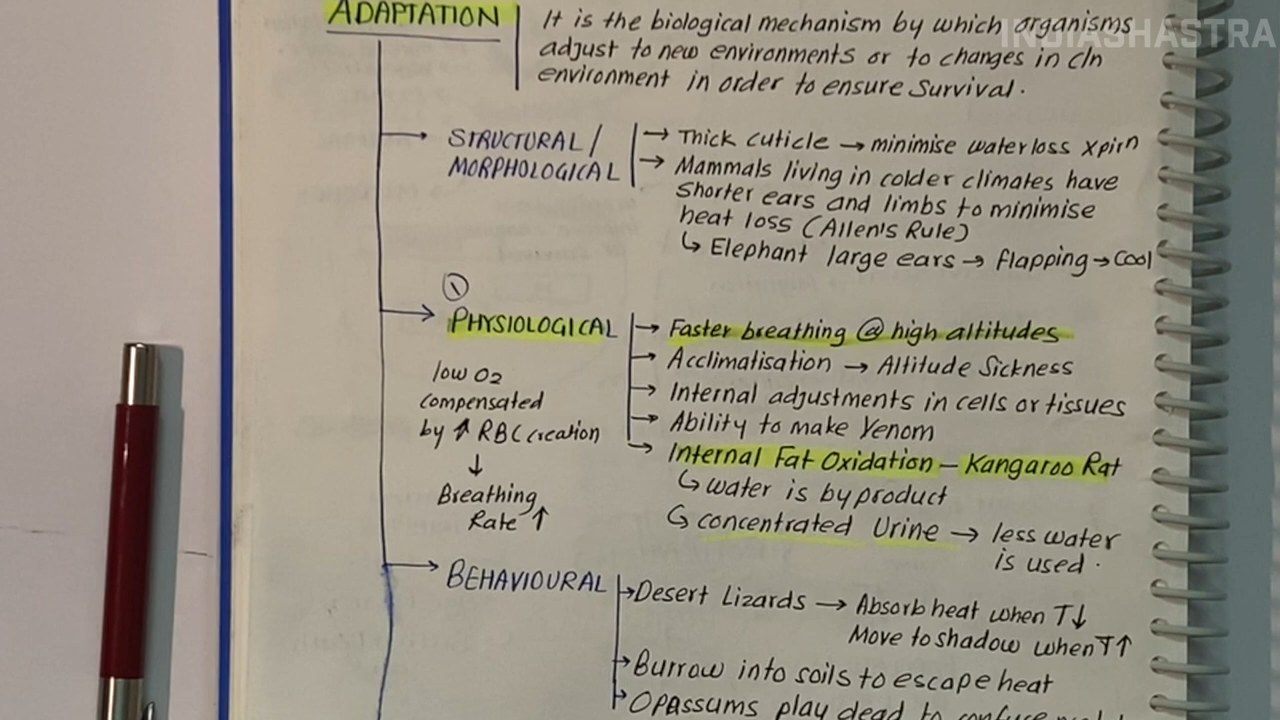 ADAPTATION
It is the biological mechanism by which organisms
adjust to new environments or to changes in c/n
environment in order to ensure Survival.
INDIASHASTRA
STRUCTURAL /
MORPHOLOGICAL
→ Thick cuticle → minimise water loss xpirn
→ Mammals living in colder climates have
shorter ears and limbs to minimise
heat loss (Allen's Rule)
↳ Elephant large ears → flapping → cool
①
PHYSIOLOGICAL
→ Faster breathing @ high altitudes
→ Acclimatisation → Altitude Sickness
→ Internal adjustments in cells or tissues
→ Ability to make Venom
→ Internal Fat Oxidation – Kangaroo Rat
↳ water is byproduct
↳ concentrated Urine → less water
is used.
low O2
compensated
by ↑ RBC creation
↓
Breathing
Rate ↑
BEHAVIOURAL
→ Desert Lizards → Absorb heat when T↓
Move to shadow when T↑
→ Burrow into soils to escape heat
→ Opassums play dead to